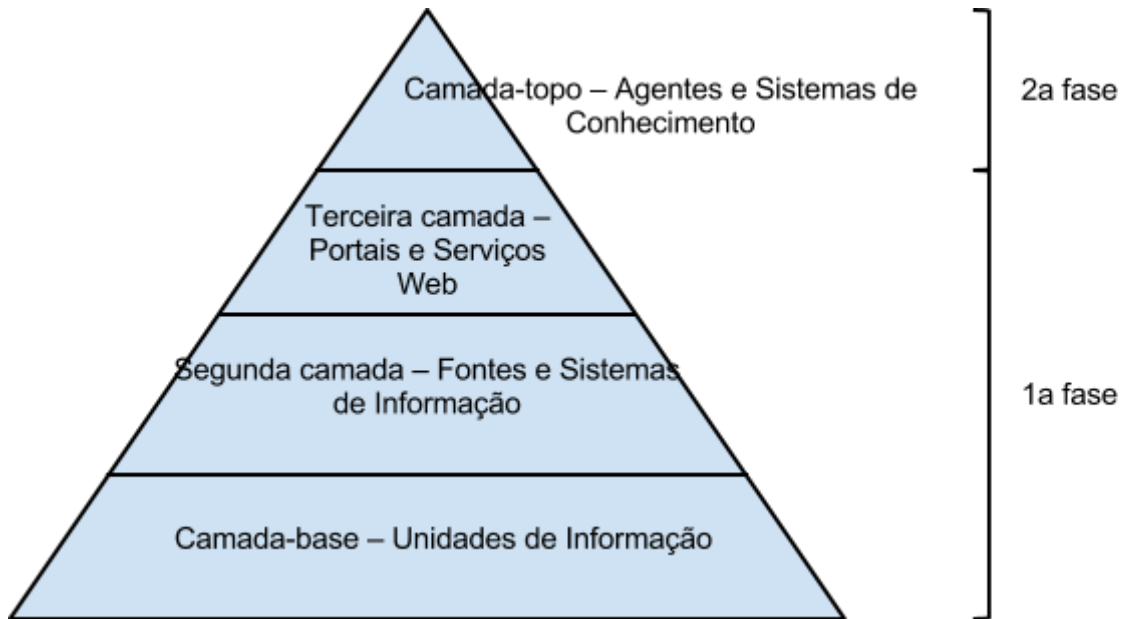 Camada-topo – Agentes e Sistemas de
Conhecimento
2a fase
Terceira camada –
Portais e Serviços
Web
Segunda camada – Fontes e Sistemas
de Informação
1a fase
Camada-base – Unidades de Informação